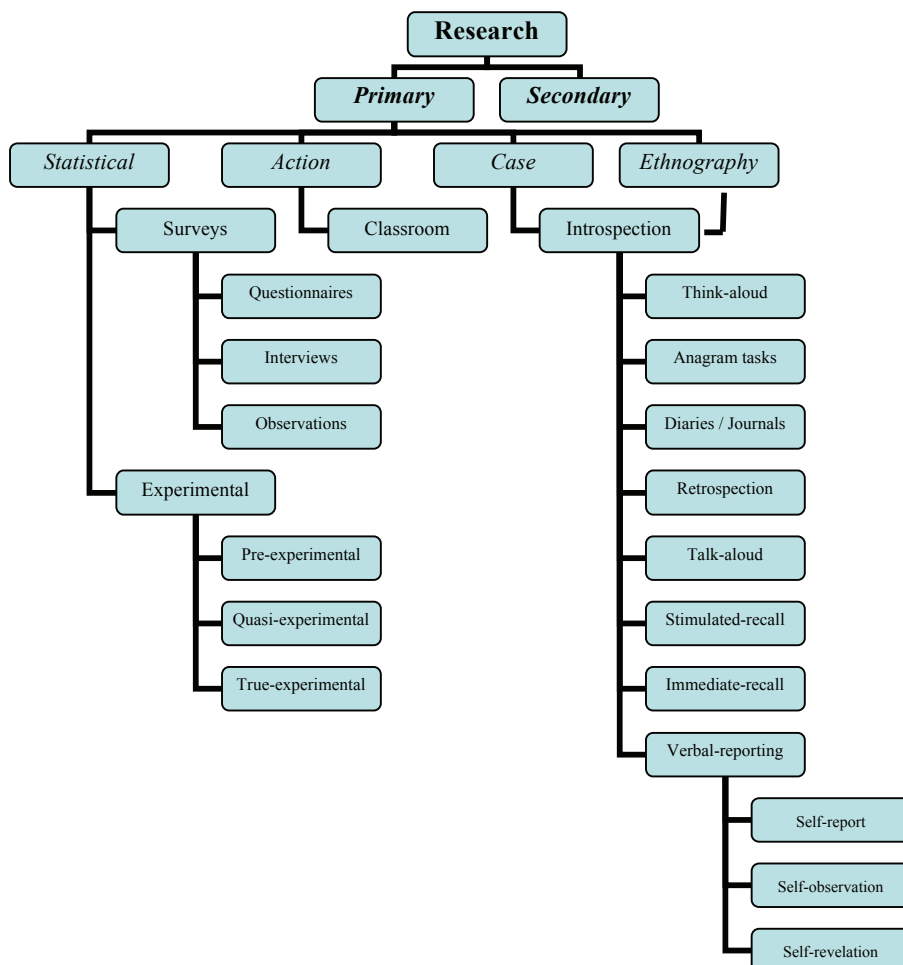 Research
Primary
Secondary
Statistical
Action
Case
Ethnography
Surveys
Classroom
Introspection
Questionnaires
Think-aloud
Interviews
Anagram tasks
Observations
Diaries / Journals
Experimental
Retrospection
Pre-experimental
Talk-aloud
Quasi-experimental
Stimulated-recall
True-experimental
Immediate-recall
Verbal-reporting
Self-report
Self-observation
Self-revelation